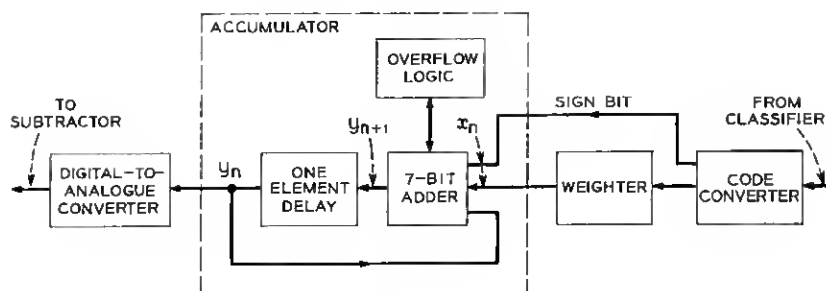 ACCUMULATOR
OVERFLOW
LOGIC
SIGN BIT
FROM
CLASSIFIER
TO
SUBTRACTOR
yn
yn+1
xn
DIGITAL-TO-
ANALOGUE
CONVERTER
ONE
ELEMENT
DELAY
7-BIT
ADDER
WEIGHTER
CODE
CONVERTER